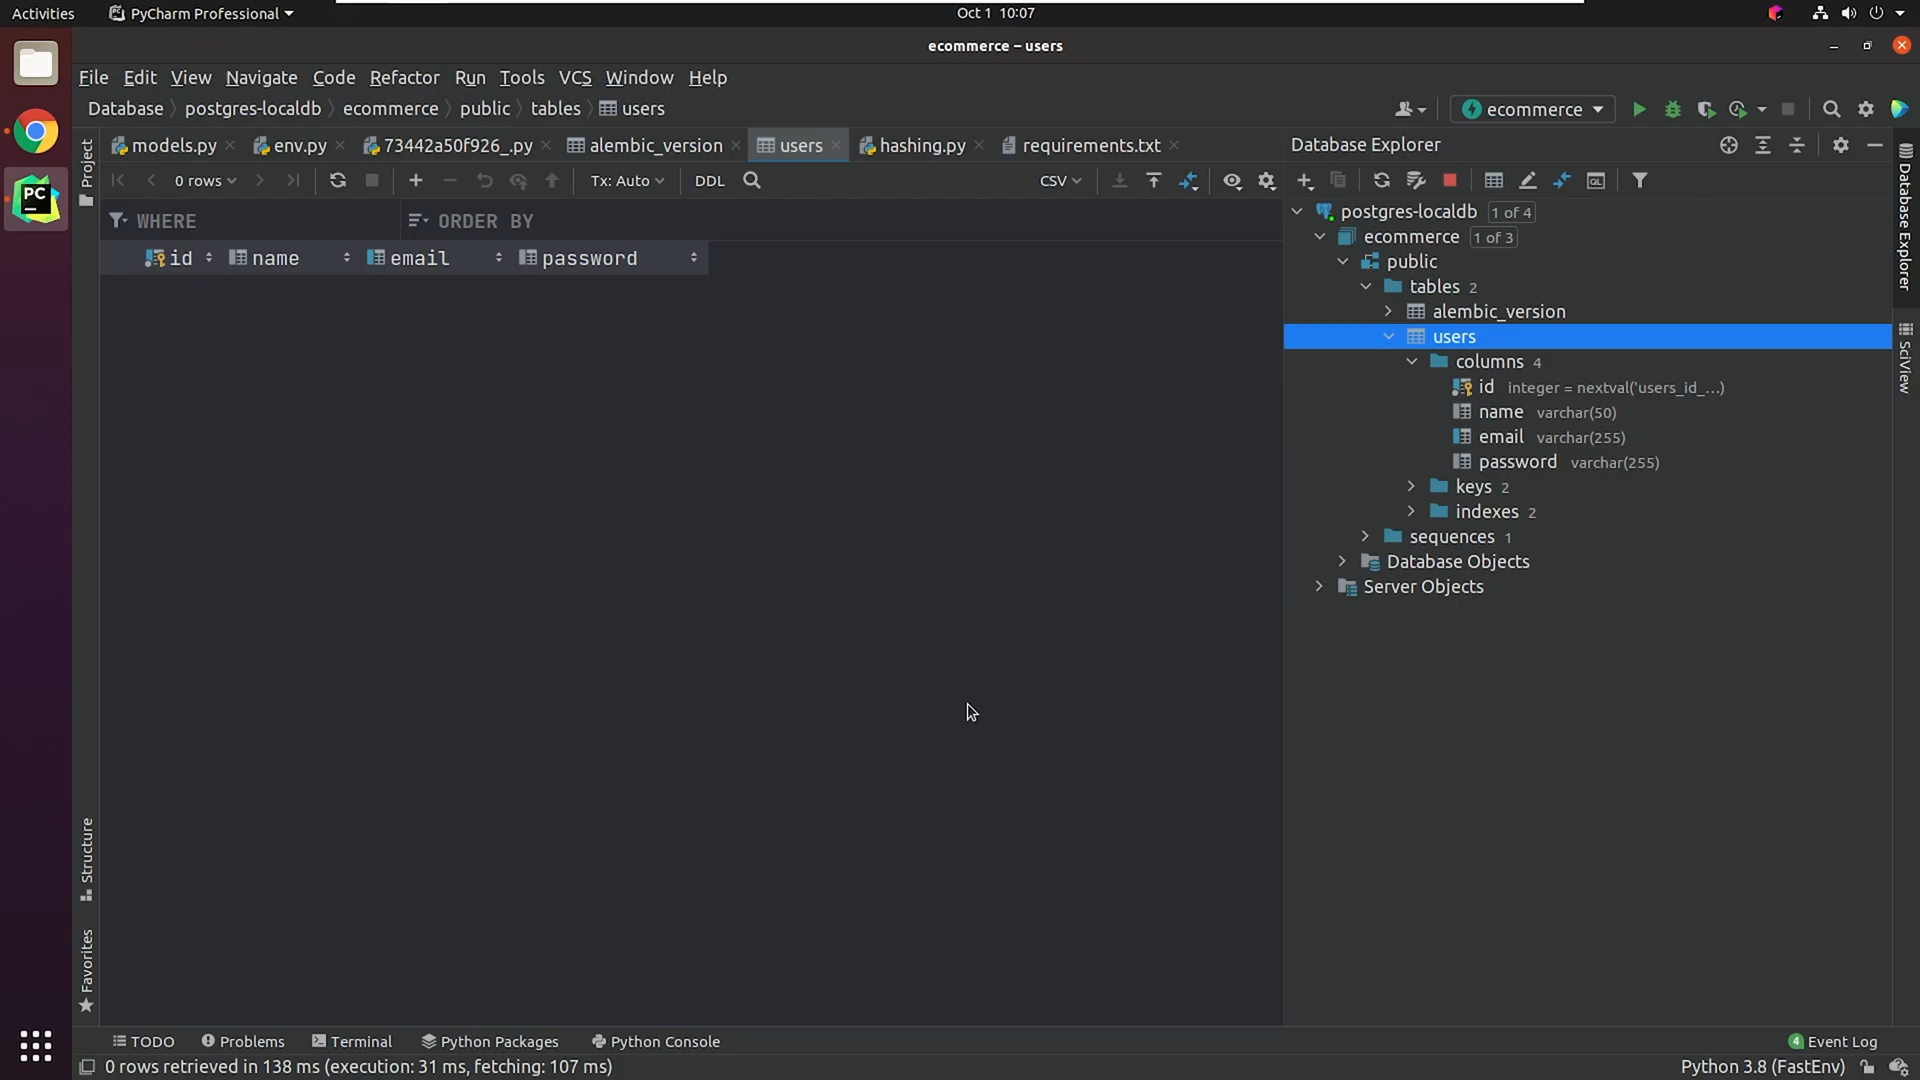 Activities
PyCharm Professional
Oct 1 10:07
ecommerce – users
File Edit View Navigate Code Refactor Run Tools VCS Window Help
Database
postgres-localdb
ecommerce
public
tables
users
ecommerce
Project
models.py
env.py
73442a50f926_.py
alembic_version
users
hashing.py
requirements.txt
Database Explorer
0 rows
Tx: Auto
DDL
CSV
WHERE
ORDER BY
id
name
email
password
postgres-localdb 1 of 4
ecommerce 1 of 3
public
tables 2
alembic_version
users
columns 4
id integer = nextval('users_id_...)
name varchar(50)
email varchar(255)
password varchar(255)
keys 2
indexes 2
sequences 1
Database Objects
Server Objects
Database Explorer
SciView
PC
Structure
Favorites
TODO
Problems
Terminal
Python Packages
Python Console
4 Event Log
0 rows retrieved in 138 ms (execution: 31 ms, fetching: 107 ms)
Python 3.8 (FastEnv)